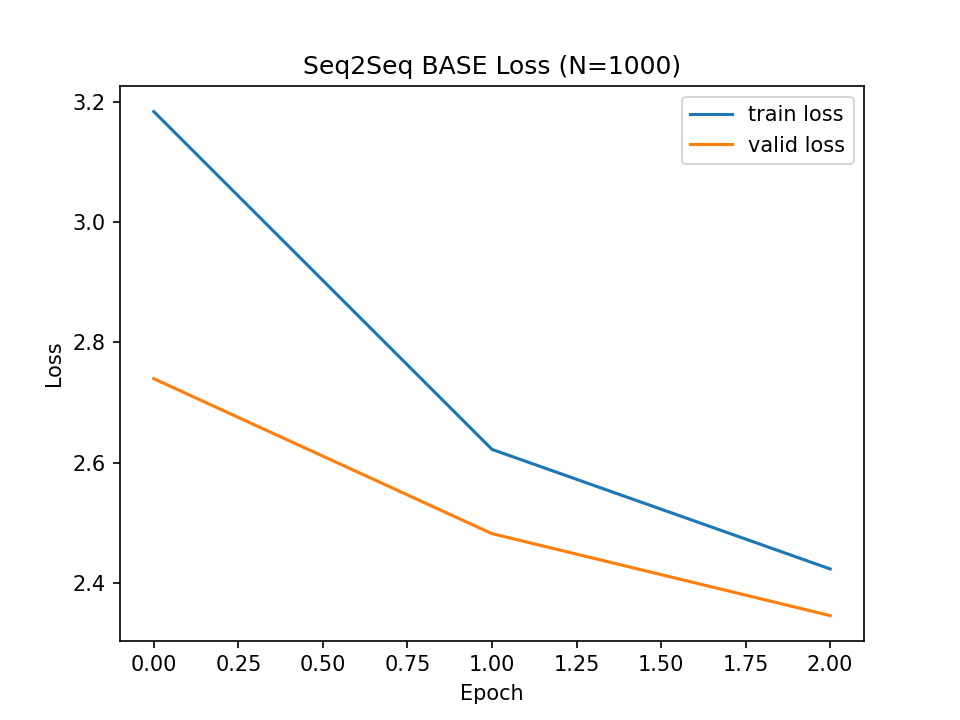 Seq2Seq BASE Loss (N=1000)
train loss
valid loss
3.2
3.0
2.8
2.6
2.4
Loss
0.00 0.25 0.50 0.75 1.00 1.25 1.50 1.75 2.00
Epoch